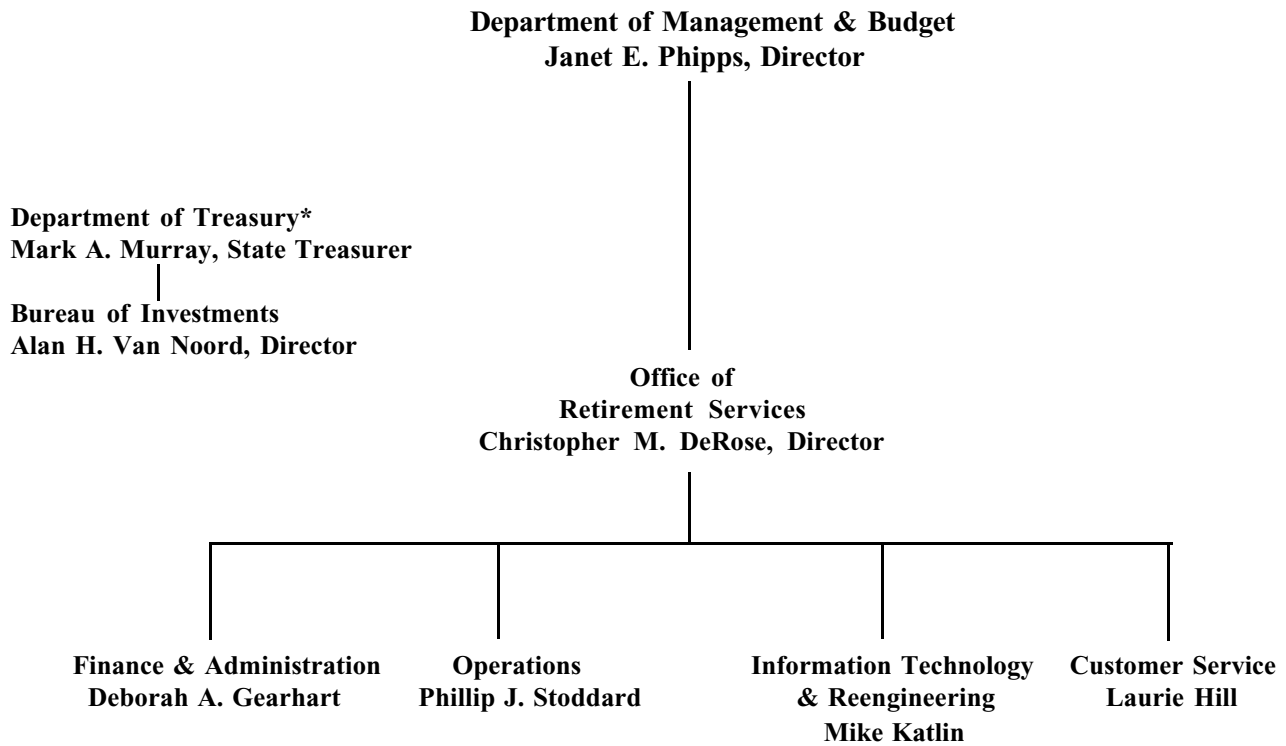 Department of Management & Budget
Janet E. Phipps, Director
Department of Treasury*
Mark A. Murray, State Treasurer
Bureau of Investments
Alan H. Van Noord, Director
Office of
Retirement Services
Christopher M. DeRose, Director
Finance & Administration
Deborah A. Gearhart
Operations
Phillip J. Stoddard
Information Technology
& Reengineering
Mike Katlin
Customer Service
Laurie Hill